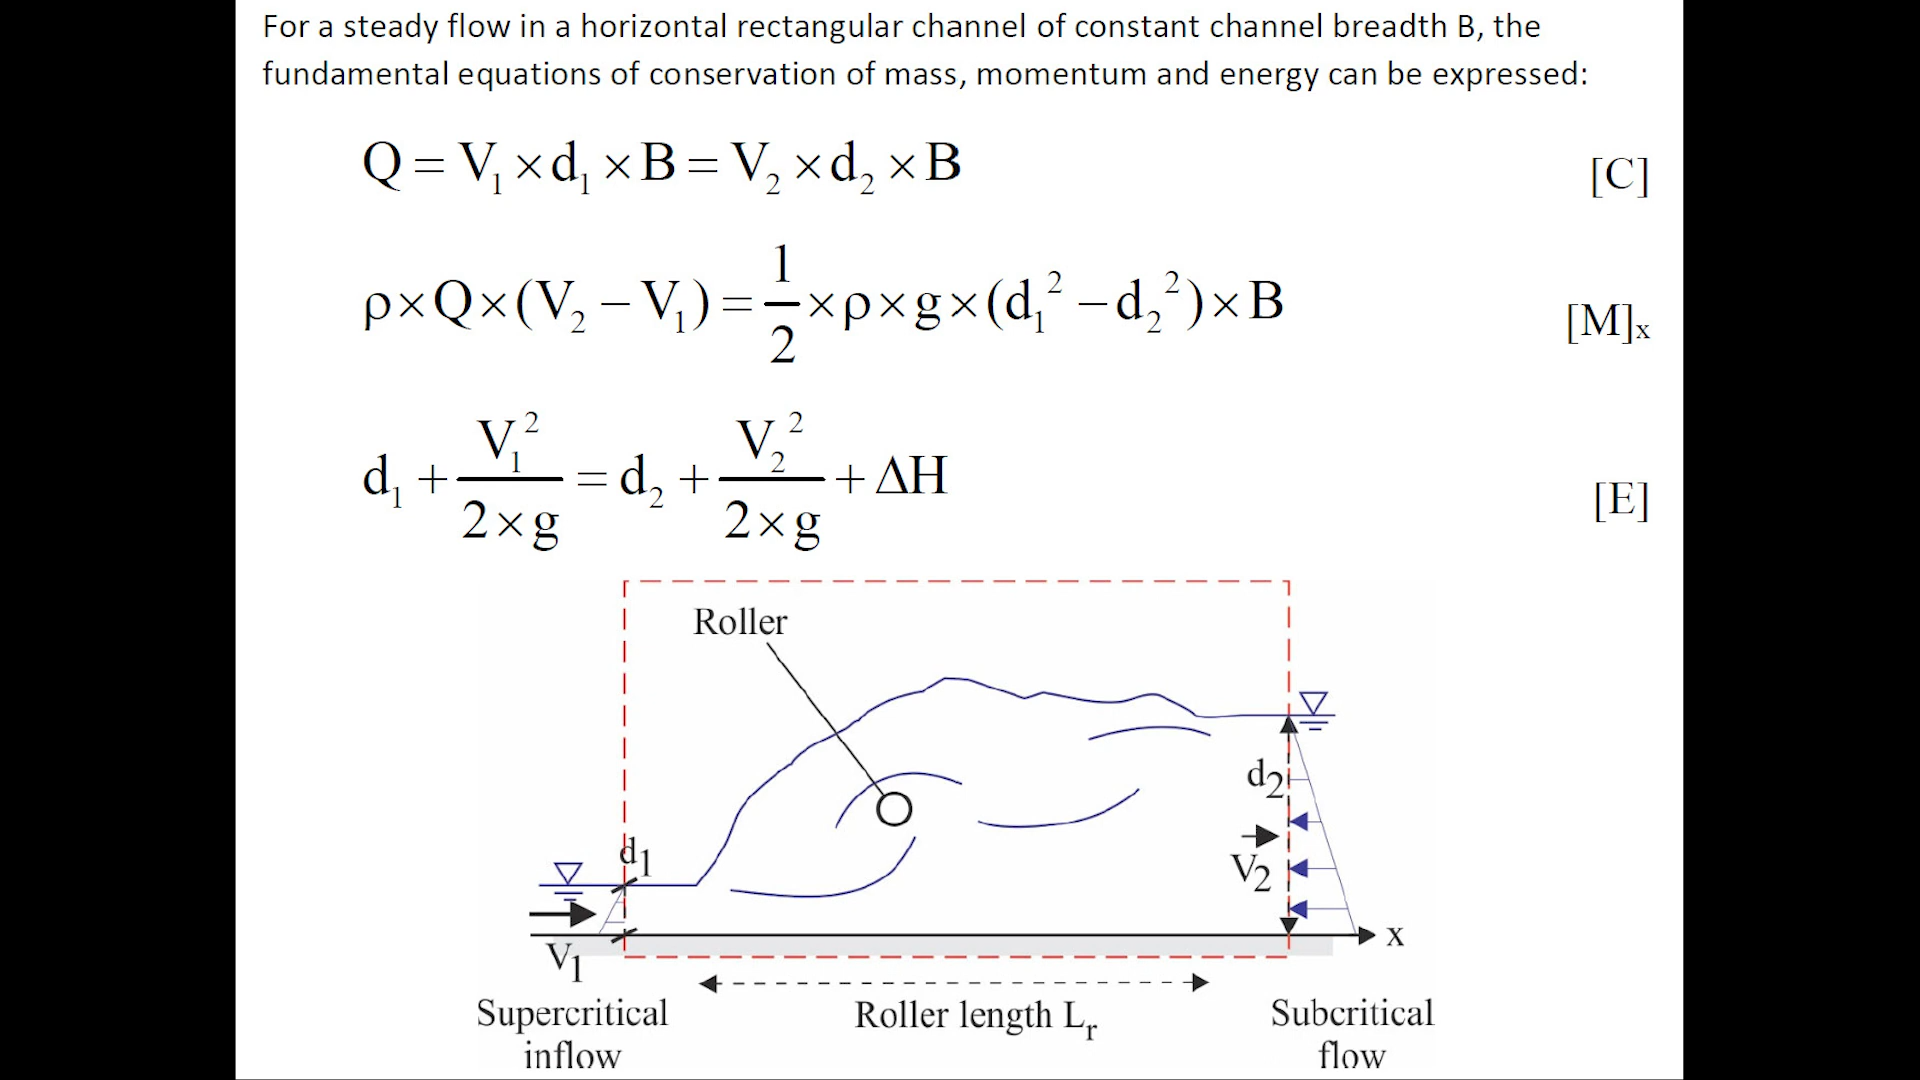 For a steady flow in a horizontal rectangular channel of constant channel breadth B, the
fundamental equations of conservation of mass, momentum and energy can be expressed:
Q = V₁ × d₁ × B = V₂ × d₂ × B [C]
ρ × Q × (V₂ − V₁) = 1/2 × ρ × g × (d₁² − d₂²) × B [M]ₓ
d₁ + V₁²/(2 × g) = d₂ + V₂²/(2 × g) + ΔH [E]
Roller
d₂
d₁
V₂
x
V₁
Supercritical inflow
Roller length Lᵣ
Subcritical flow